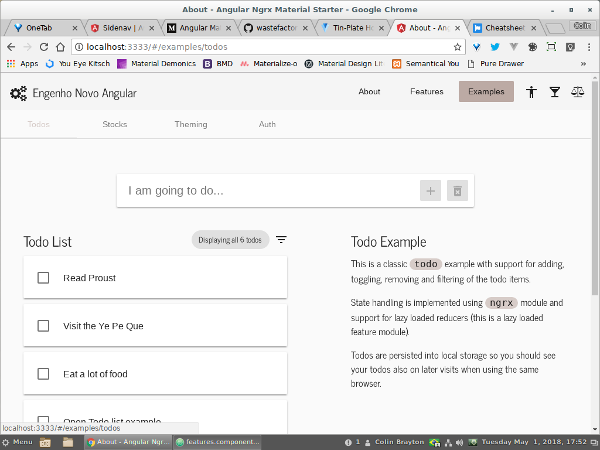 About - Angular Ngrx Material Starter - Google Chrome
OneTab
Sidenav | A
Angular Ma
wastefactor
Tin-Plate Ho
About - Ang
Cheatsheet
Colin
localhost:3333/#/examples/todos
Apps
You Eye Kitsch
Material Demonics
BMD
Materialize-o
Material Design Lit
Semantical You
Pure Drawer
»
Engenho Novo Angular
About
Features
Examples
Todos
Stocks
Theming
Auth
I am going to do...
Todo List
Displaying all 6 todos
Read Proust
Visit the Ye Pe Que
Eat a lot of food
Open Todo list example
Todo Example
This is a classic todo example with support for adding,
toggling, removing and filtering of the todo items
State handling is implemented using ngrx module and
support for lazy loaded reducers (this is a lazy loaded
feature module).
Todos are persisted into local storage so you should see
your todos also on later visits when using the same
browser.
localhost:3333/#/examples/todos
Menu
About - Angular Ngr...
features.component...
1
Colin Brayton
Tuesday May 1, 2018, 17:52